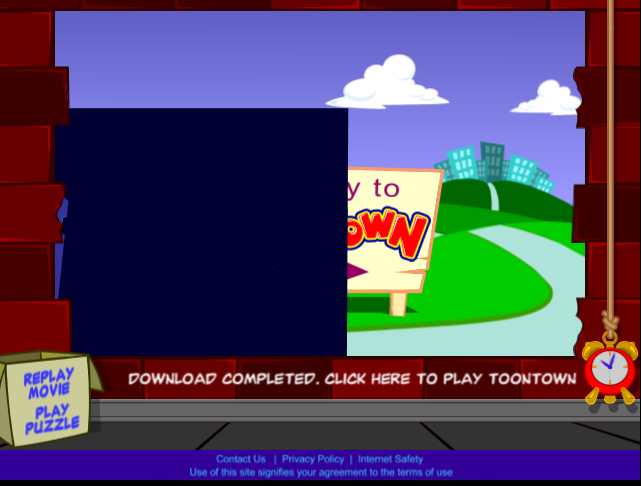 y to
OWN
DOWNLOAD COMPLETED. CLICK HERE TO PLAY TOONTOWN
REPLAY
MOVIE
PLAY
PUZZLE
Contact Us | Privacy Policy | Internet Safety
Use of this site signifies your agreement to the terms of use